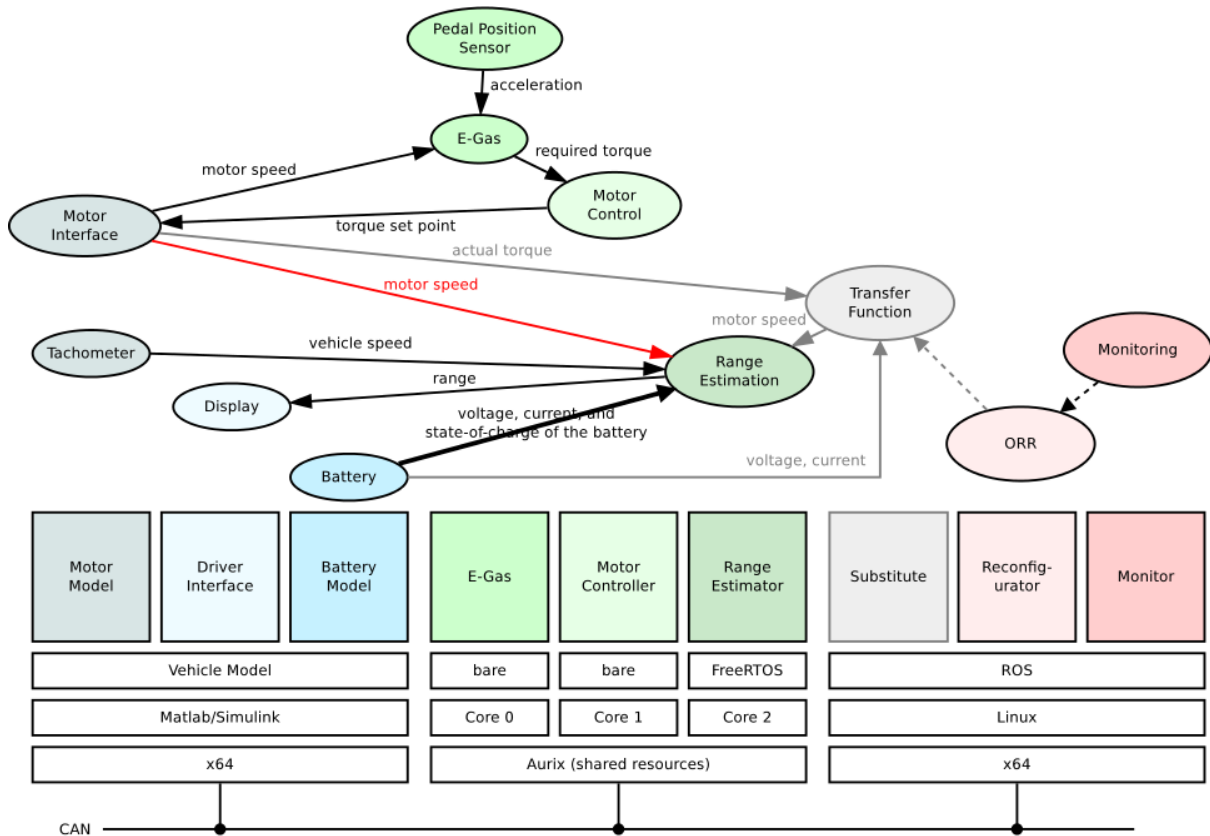 Pedal Position
Sensor
acceleration
E-Gas
required torque
motor speed
Motor
Control
Motor
Interface
torque set point
actual torque
motor speed
Transfer
Function
motor speed
Tachometer
vehicle speed
Range
Estimation
Monitoring
range
Display
voltage, current, and
state-of-charge of the battery
ORR
voltage, current
Battery
Motor
Model
Driver
Interface
Battery
Model
E-Gas
Motor
Controller
Range
Estimator
Substitute
Reconfig-
urator
Monitor
Vehicle Model
bare
bare
FreeRTOS
ROS
Matlab/Simulink
Core 0
Core 1
Core 2
Linux
x64
Aurix (shared resources)
x64
CAN